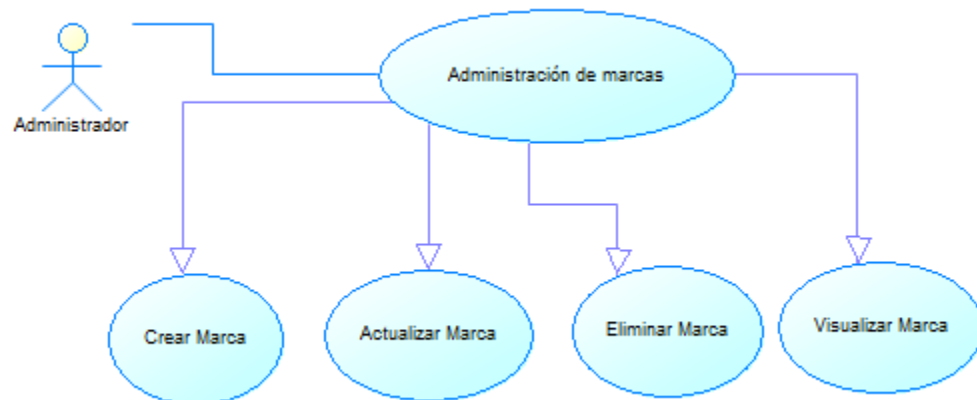 Administración de marcas
Administrador
Crear Marca
Actualizar Marca
Eliminar Marca
Visualizar Marca